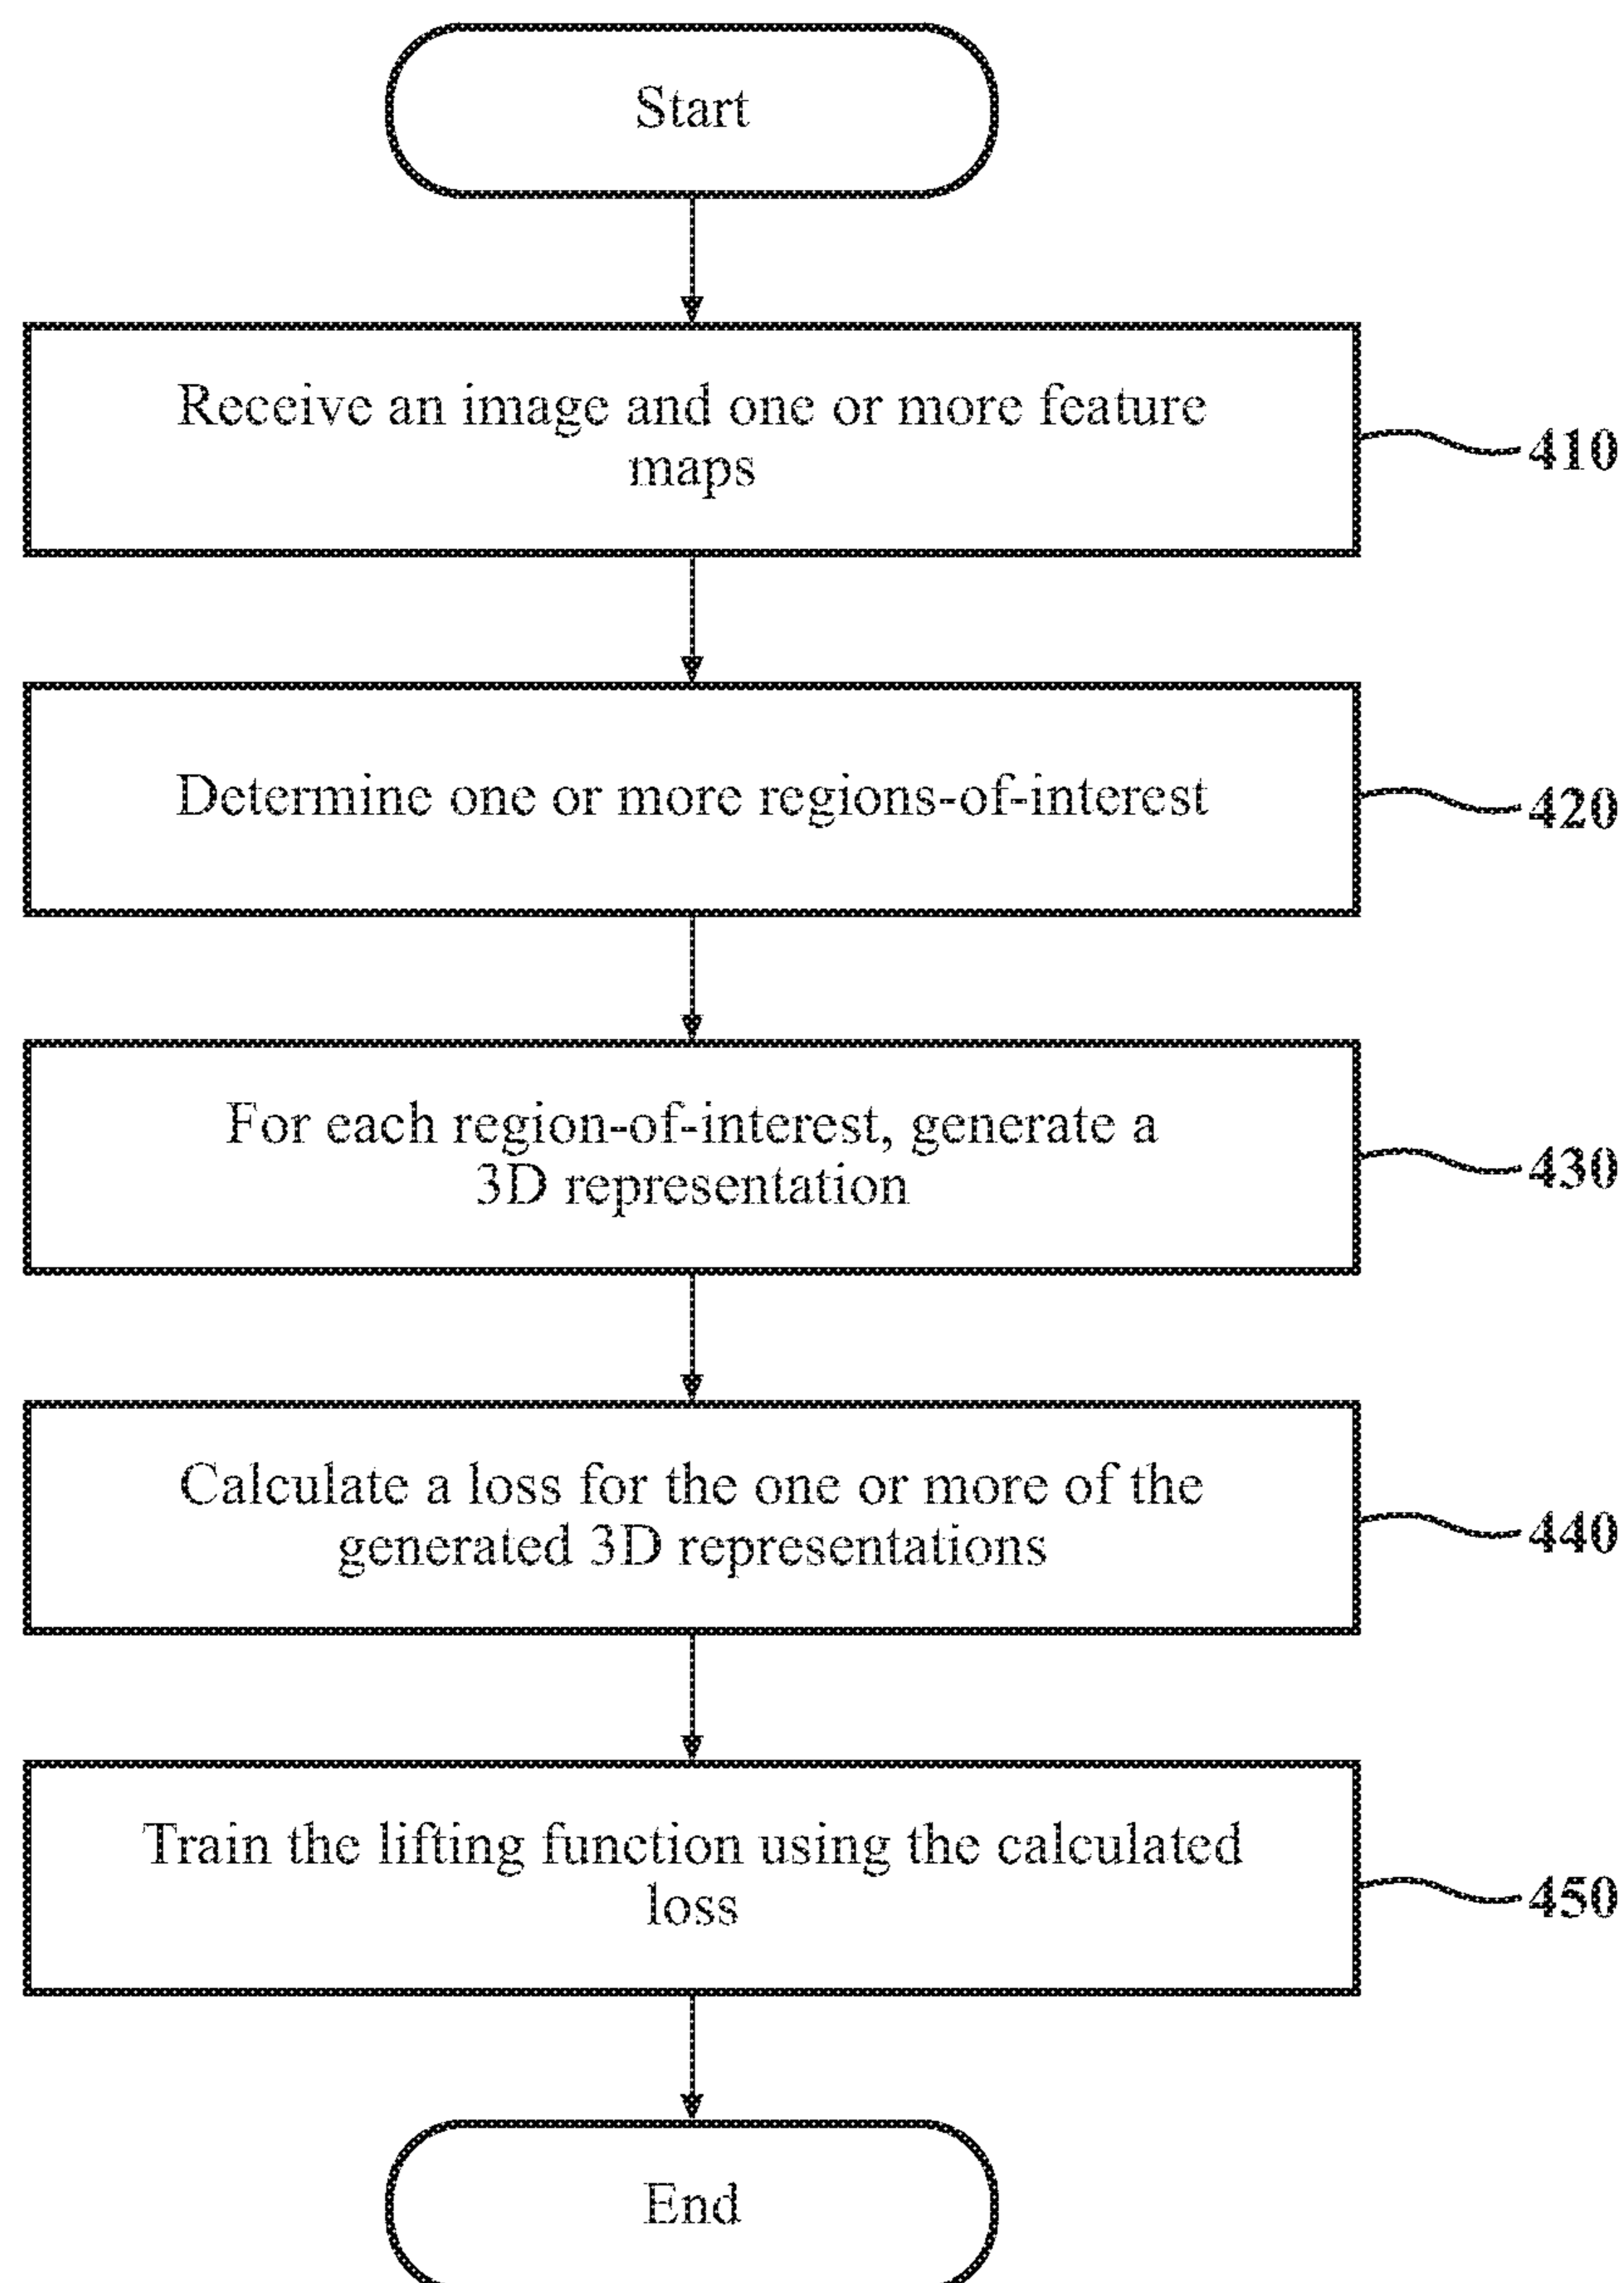 Start
Receive an image and one or more feature
maps
410
Determine one or more regions-of-interest
420
For each region-of-interest, generate a
3D representation
430
Calculate a loss for the one or more of the
generated 3D representations
440
Train the lifting function using the calculated
loss
450
End